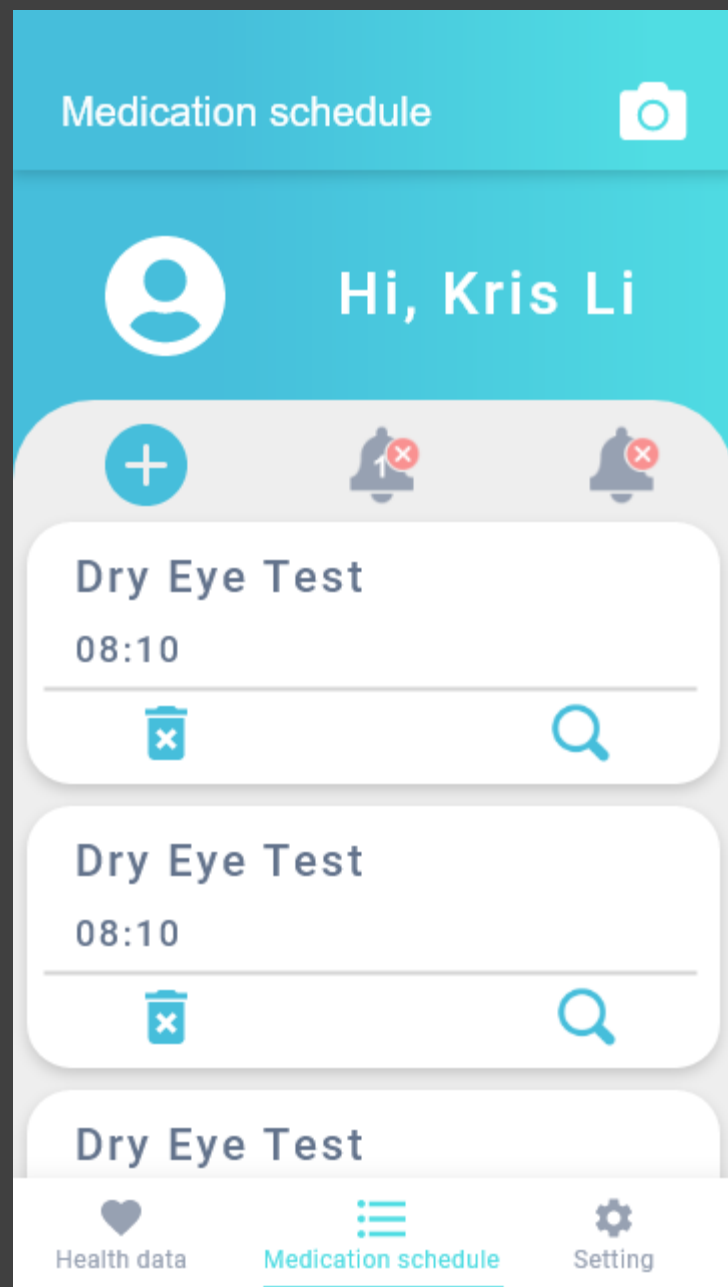 Medication schedule
Hi, Kris Li
1
Dry Eye Test
08:10
Dry Eye Test
08:10
Dry Eye Test
Health data
Medication schedule
Setting